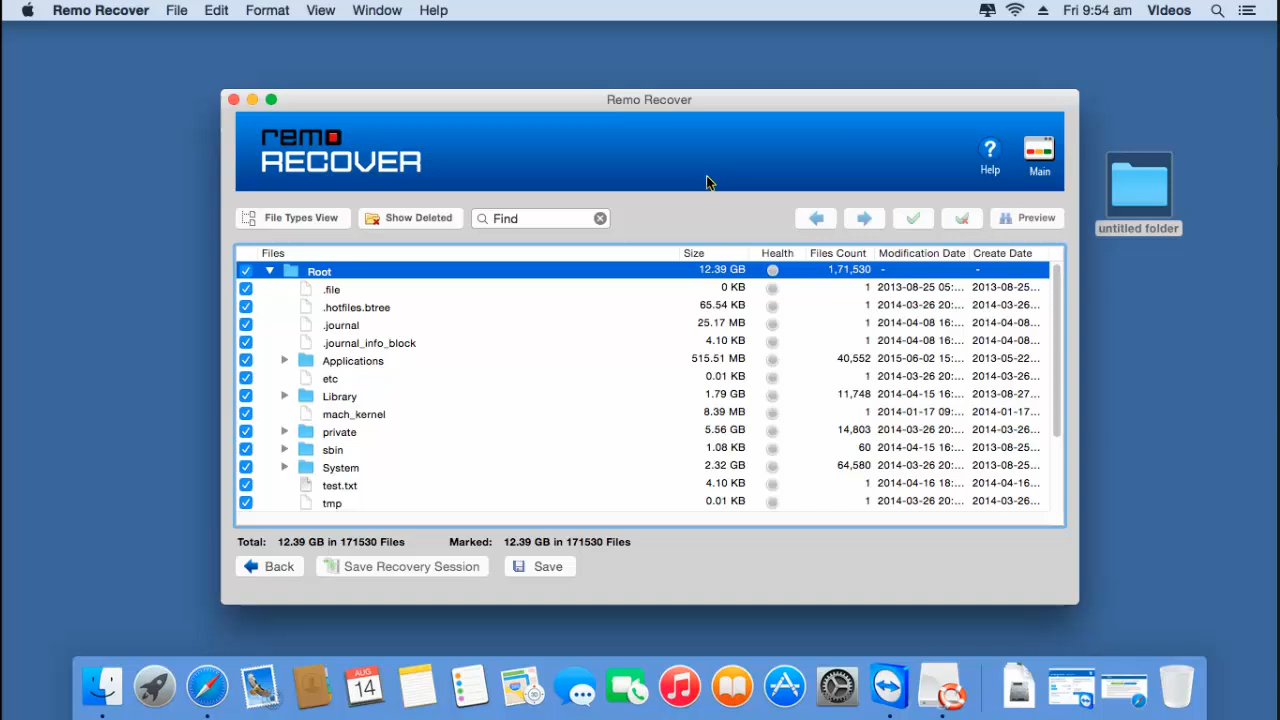 Remo Recover File Edit Format View Window Help Fri 9:54 am VIdeos
Remo Recover
remo
RECOVER
? Help Main
File Types View Show Deleted Find Preview
untitled folder
Files Size Health Files Count Modification Date Create Date
Root 12.39 GB 1,71,530 - -
.file 0 KB 1 2013-08-25 05:... 2013-08-25...
.hotfiles.btree 65.54 KB 1 2014-03-26 20:... 2014-03-26...
.journal 25.17 MB 1 2014-04-08 16:... 2014-04-08...
.journal_info_block 4.10 KB 1 2014-04-08 16:... 2014-04-08...
Applications 515.51 MB 40,552 2015-06-02 15:... 2013-05-22...
etc 0.01 KB 1 2014-03-26 20:... 2014-03-26...
Library 1.79 GB 11,748 2014-04-15 16:... 2013-08-27...
mach_kernel 8.39 MB 1 2014-01-17 09:... 2014-01-17...
private 5.56 GB 14,803 2014-03-26 20:... 2014-03-26...
sbin 1.08 KB 60 2014-04-15 16:... 2013-08-25...
System 2.32 GB 64,580 2014-03-26 20:... 2013-08-25...
test.txt 4.10 KB 1 2014-04-16 18:... 2014-04-16...
tmp 0.01 KB 1 2014-03-26 20:... 2014-03-26...
Total: 12.39 GB in 171530 Files Marked: 12.39 GB in 171530 Files
Back Save Recovery Session Save
AUG
14